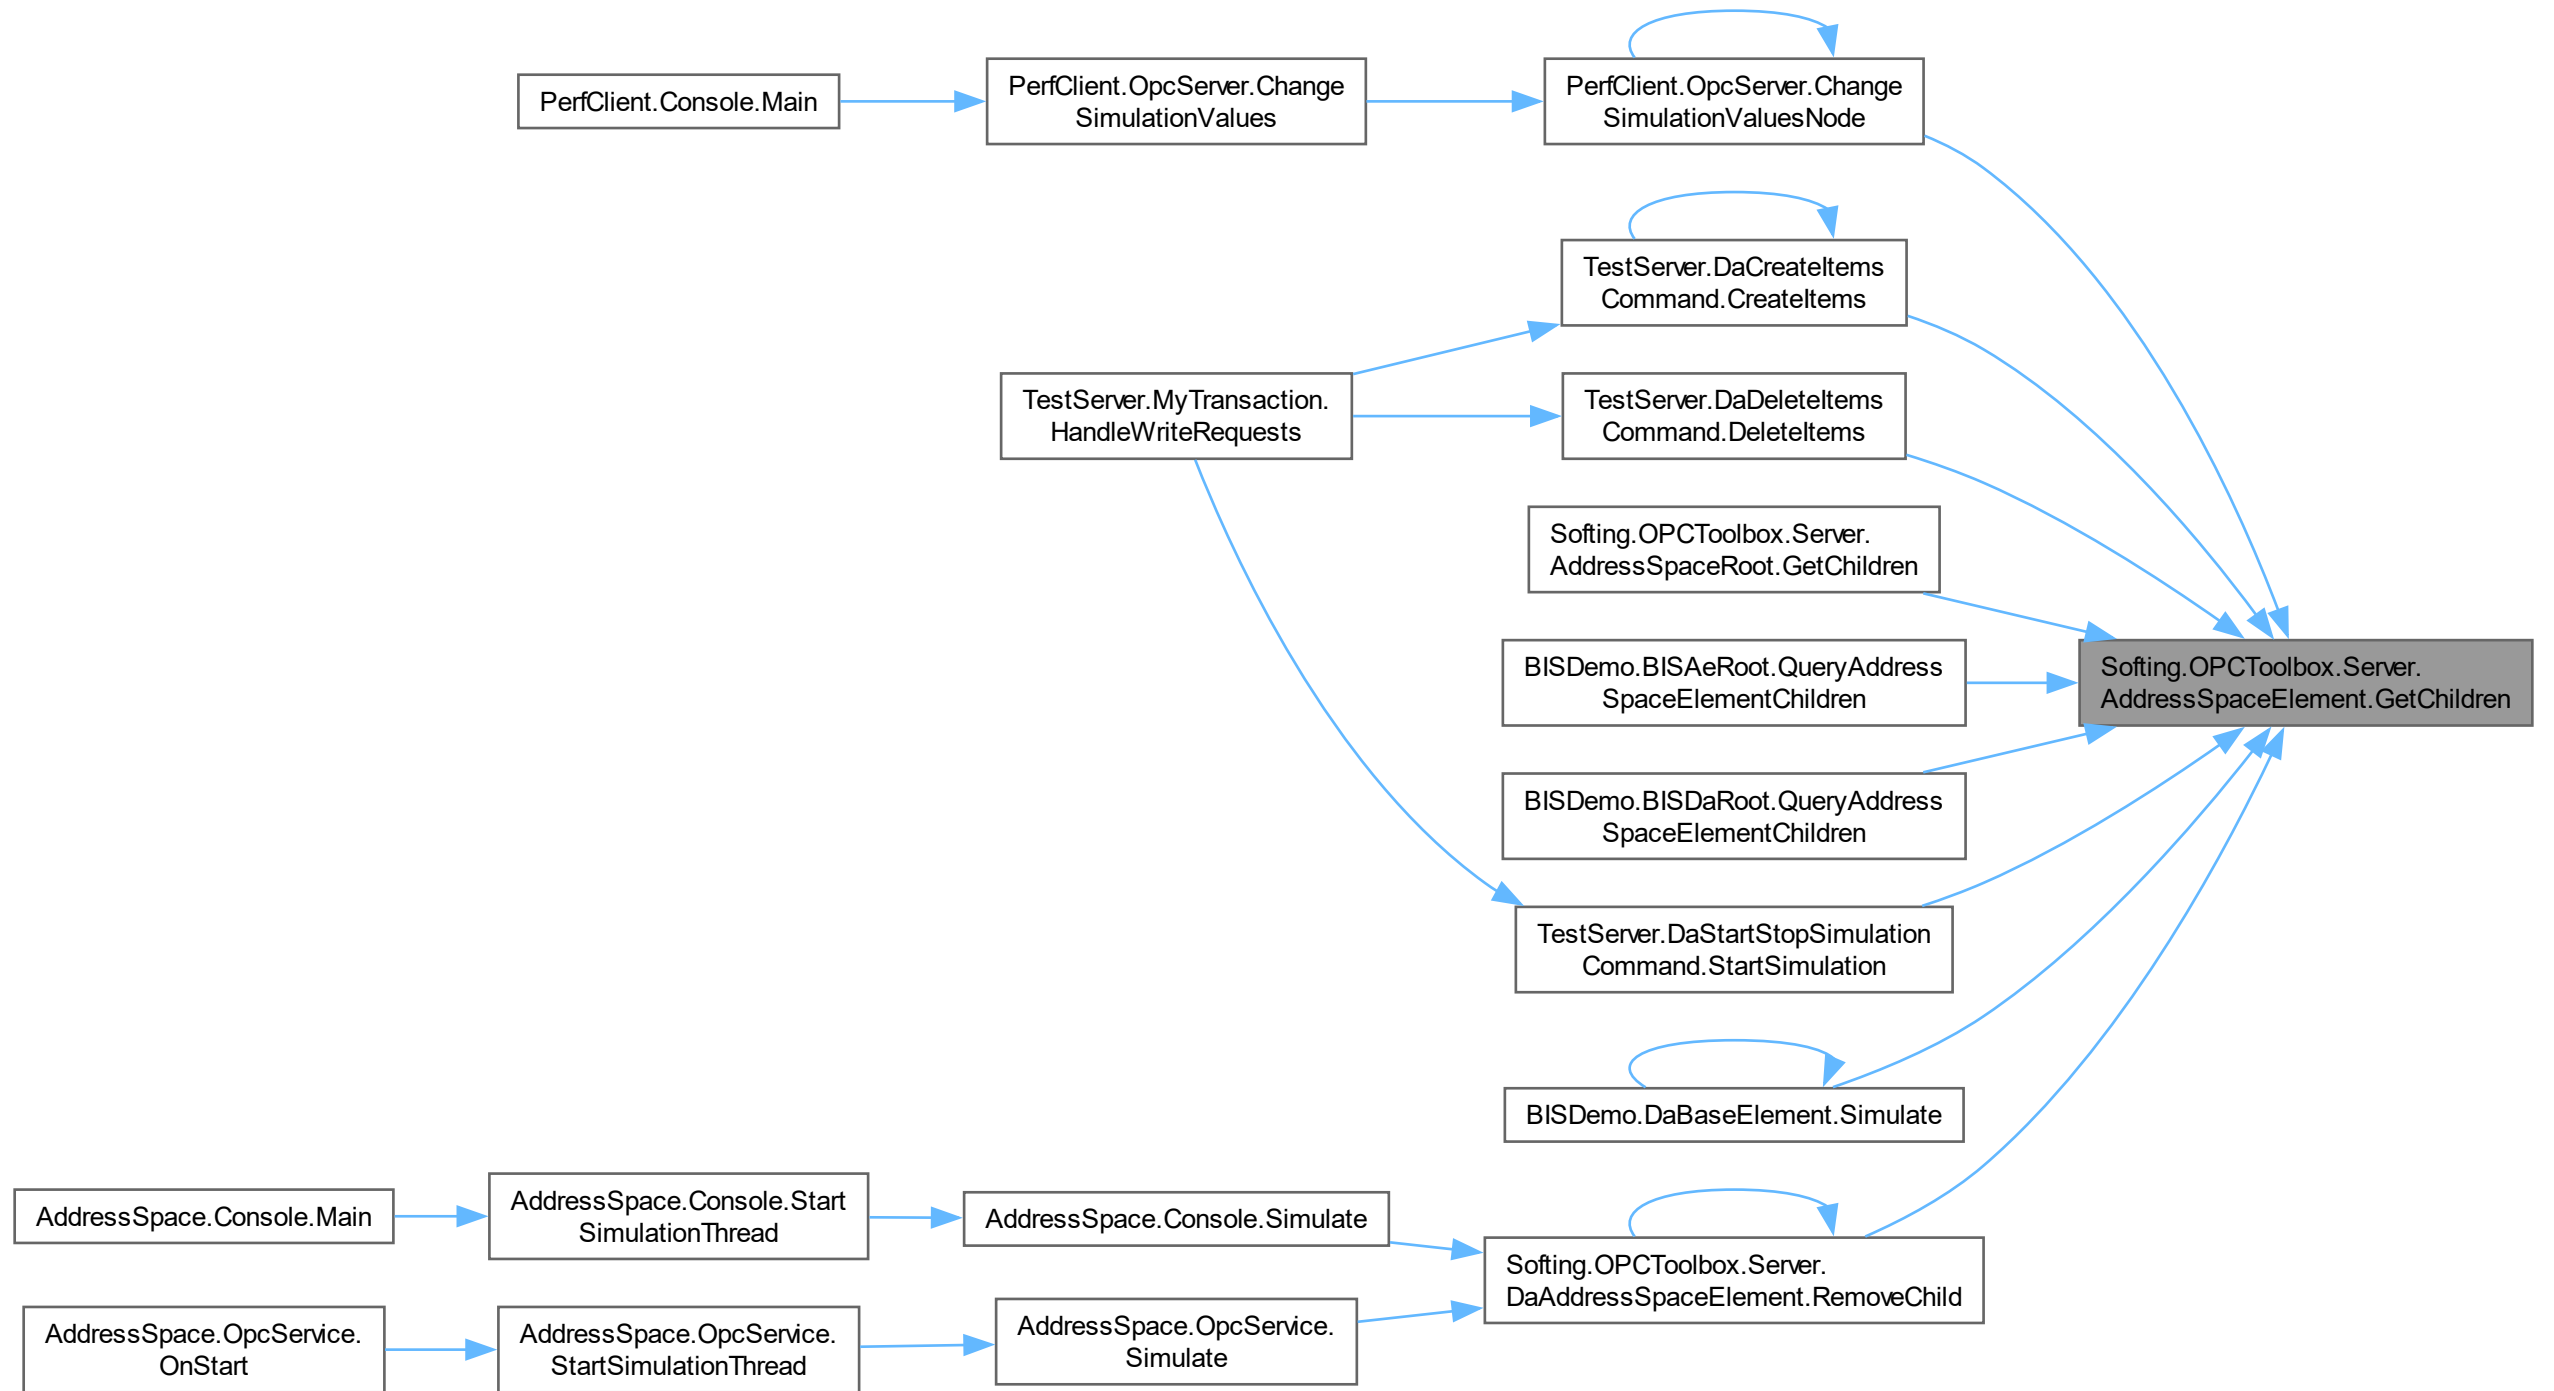 PerfClient.Console.Main
PerfClient.OpcServer.Change
SimulationValues
PerfClient.OpcServer.Change
SimulationValuesNode
TestServer.DaCreateItems
Command.CreateItems
TestServer.MyTransaction.
HandleWriteRequests
TestServer.DaDeleteItems
Command.DeleteItems
Softing.OPCToolbox.Server.
AddressSpaceRoot.GetChildren
BISDemo.BISAeRoot.QueryAddress
SpaceElementChildren
Softing.OPCToolbox.Server.
AddressSpaceElement.GetChildren
BISDemo.BISDaRoot.QueryAddress
SpaceElementChildren
TestServer.DaStartStopSimulation
Command.StartSimulation
BISDemo.DaBaseElement.Simulate
AddressSpace.Console.Main
AddressSpace.Console.Start
SimulationThread
AddressSpace.Console.Simulate
Softing.OPCToolbox.Server.
DaAddressSpaceElement.RemoveChild
AddressSpace.OpcService.
OnStart
AddressSpace.OpcService.
StartSimulationThread
AddressSpace.OpcService.
Simulate